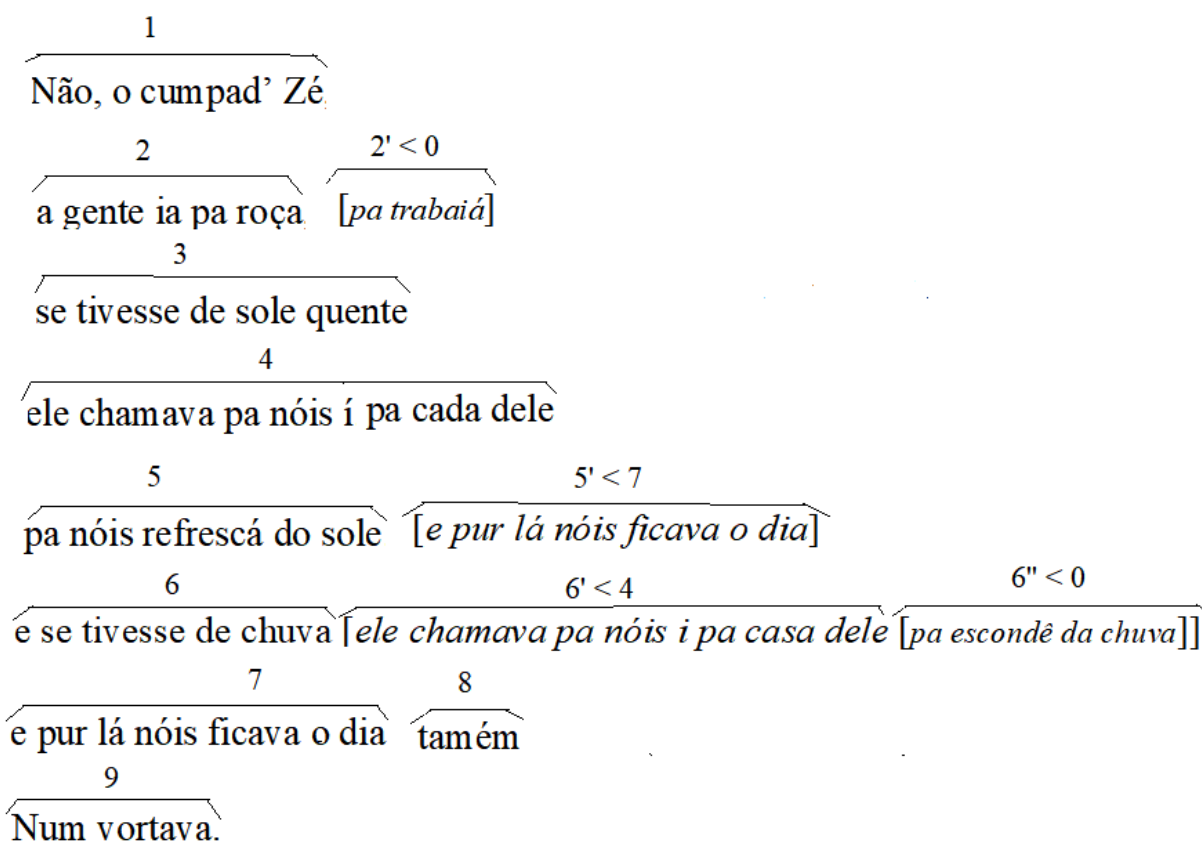 1
Não, o cumpad’ Zé
2 2' < 0
a gente ia pa roça [pa trabaiá]
3
se tivesse de sole quente
4
ele chamava pa nóis í pa cada dele
5 5' < 7
pa nóis refrescá do sole [e pur lá nóis ficava o dia]
6 6' < 4 6" < 0
e se tivesse de chuva [ele chamava pa nóis i pa casa dele [pa escondê da chuva]]
7 8
e pur lá nóis ficava o dia tamém
9
Num vortava.